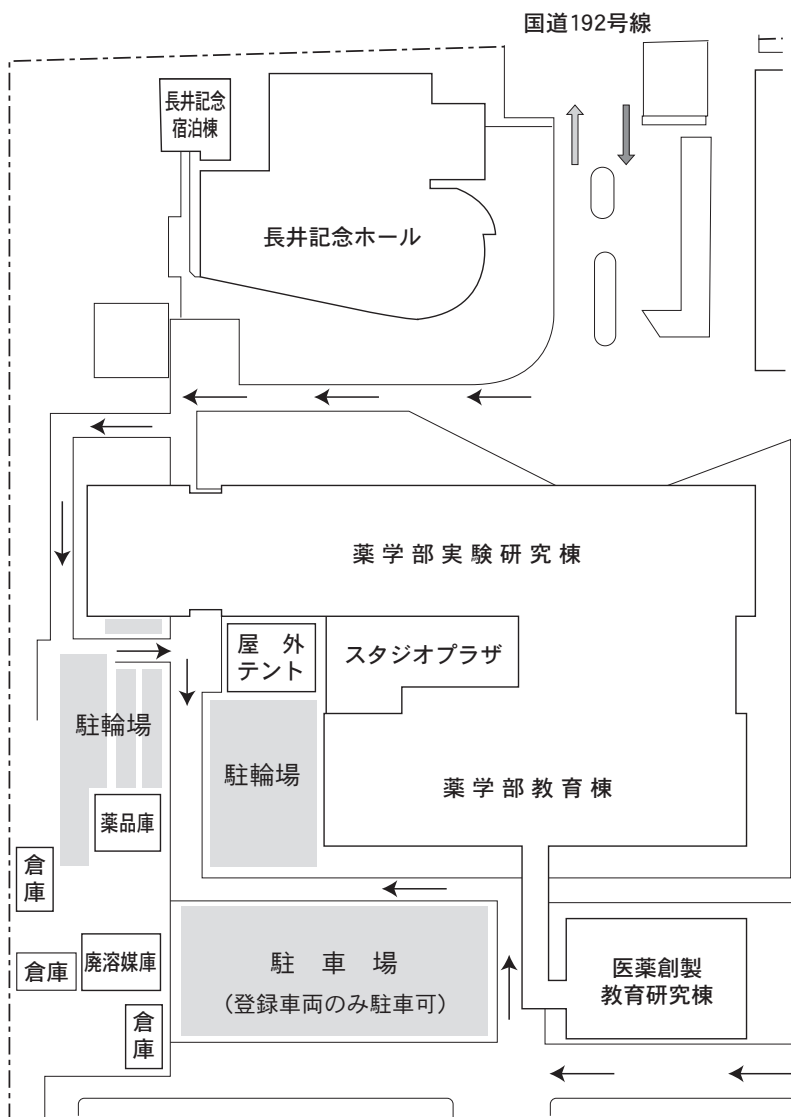 国道192号線
長井記念
宿泊棟
長井記念ホール
薬学部実験研究棟
屋 外
テント
スタジオプラザ
駐輪場
駐輪場
薬学部教育棟
薬品庫
倉
庫
駐 車 場
(登録車両のみ駐車可)
医薬創製
教育研究棟
倉庫
廃溶媒庫
倉
庫